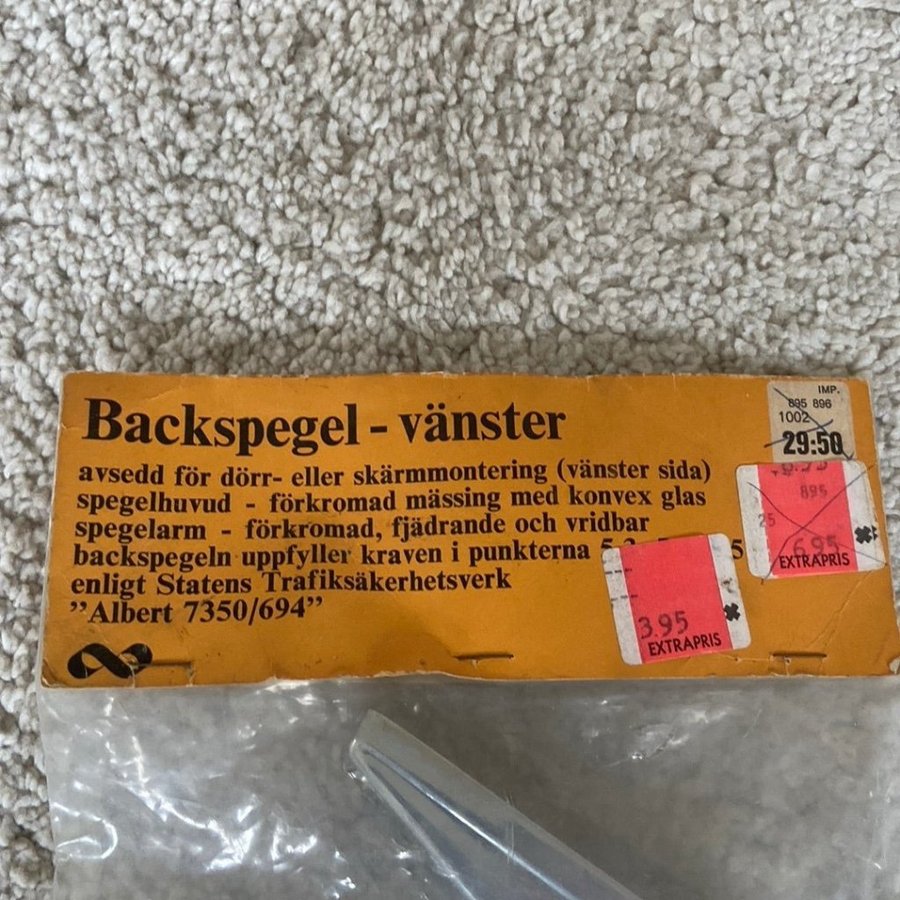 Backspegel - vänster
avsedd för dörr- eller skärmmontering (vänster sida)
spegelhuvud - förkromad mässing med konvex glas
spegelarm - förkromad, fjädrande och vridbar
backspegeln uppfyller kraven i punkterna
enligt Statens Trafiksäkerhetsverk
”Albert 7350/694”
IMP.
895 896
1002
29:50
895
25
6.95
EXTRAPRIS
3.95
EXTRAPRIS